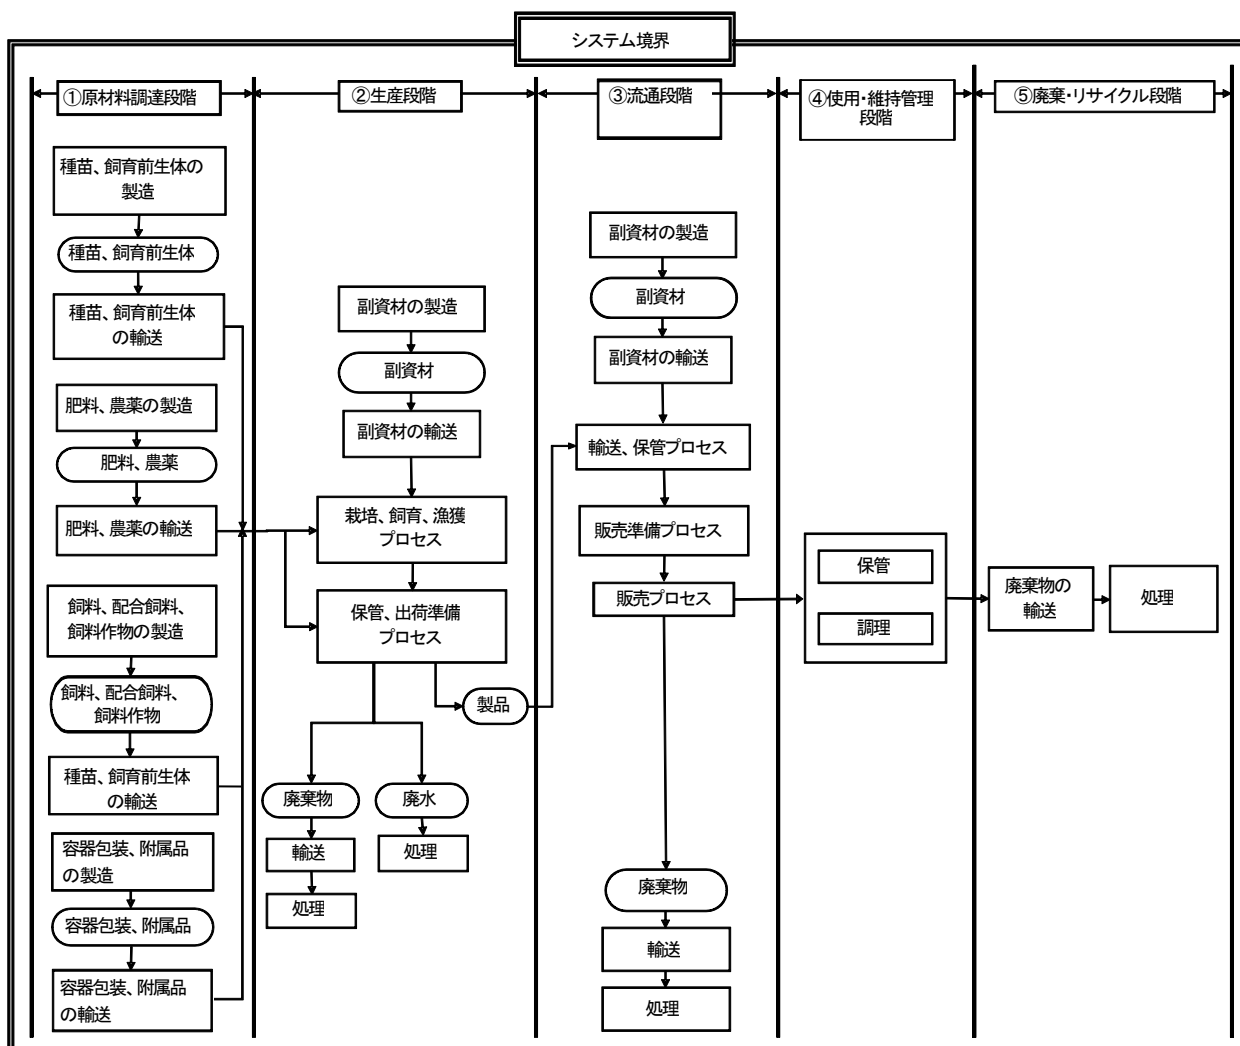 システム境界
①原材料調達段階
②生産段階
③流通段階
④使用・維持管理
段階
⑤廃棄・リサイクル段階
種苗、飼育前生体の
製造
種苗、飼育前生体
種苗、飼育前生体
の輸送
肥料、農薬の製造
肥料、農薬
肥料、農薬の輸送
飼料、配合飼料、
飼料作物の製造
飼料、配合飼料、
飼料作物
種苗、飼育前生体
の輸送
容器包装、附属品
の製造
容器包装、附属品
容器包装、附属品
の輸送
副資材の製造
副資材
副資材の輸送
栽培、飼育、漁獲
プロセス
保管、出荷準備
プロセス
製品
廃棄物
輸送
処理
廃水
処理
副資材の製造
副資材
副資材の輸送
輸送、保管プロセス
販売準備プロセス
販売プロセス
廃棄物
輸送
処理
保管
調理
廃棄物の
輸送
処理